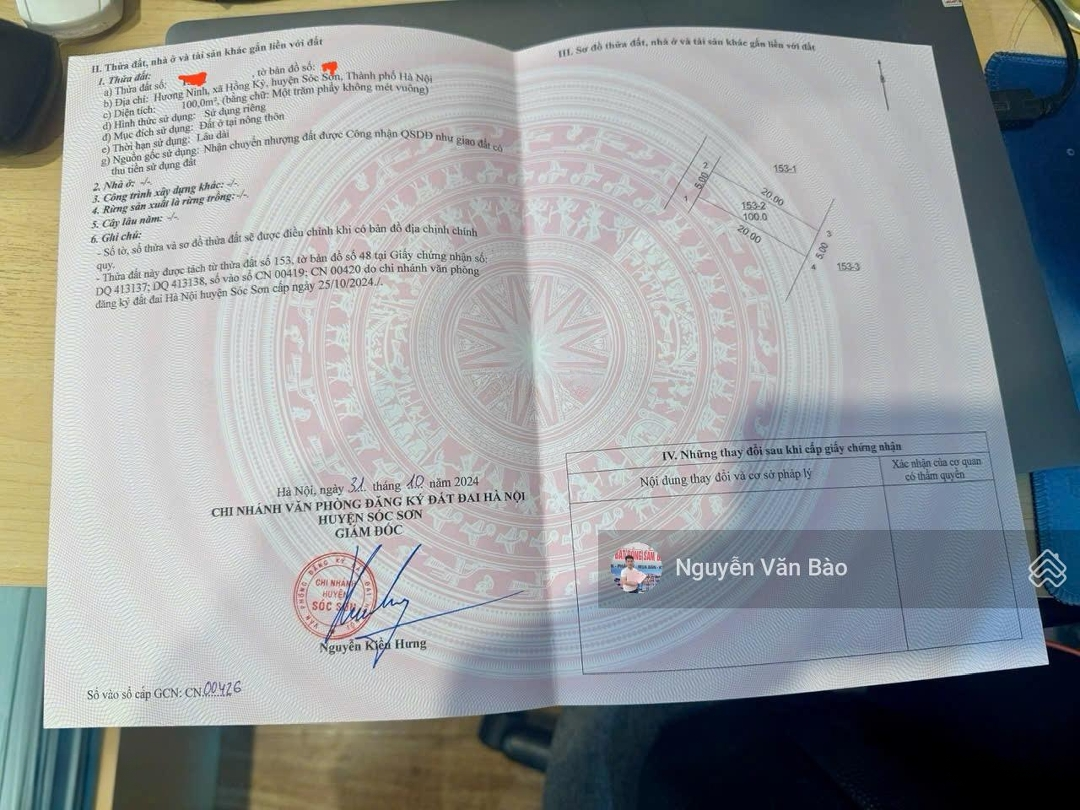 II. Thửa đất, nhà ở và tài sản khác gắn liền với đất
1. Thửa đất:
a) Thửa đất số: , tờ bản đồ số:
b) Địa chỉ: Hương Ninh, xã Hồng Kỳ, huyện Sóc Sơn, Thành phố Hà Nội
c) Diện tích: 100,0m², (bằng chữ: Một trăm phẩy không mét vuông)
d) Hình thức sử dụng: Sử dụng riêng
đ) Mục đích sử dụng: Đất ở tại nông thôn
e) Thời hạn sử dụng: Lâu dài
g) Nguồn gốc sử dụng: Nhận chuyển nhượng đất được Công nhận QSDĐ như giao đất có
thu tiền sử dụng đất
2. Nhà ở: -/-.
3. Công trình xây dựng khác: -/-.
4. Rừng sản xuất là rừng trồng: -/-.
5. Cây lâu năm: -/-.
6. Ghi chú:
- Số tờ, số thửa và sơ đồ thửa đất sẽ được điều chỉnh khi có bản đồ địa chính chính
quy.
- Thửa đất này được tách từ thửa đất số 153, tờ bản đồ số 48 tại Giấy chứng nhận số:
DQ 413137; DQ 413138, số vào sổ CN 00419; CN 00420 do chi nhánh văn phòng
đăng ký đất đai Hà Nội huyện Sóc Sơn cấp ngày 25/10/2024./.
Hà Nội, ngày 31 tháng 10 năm 2024
CHI NHÁNH VĂN PHÒNG ĐĂNG KÝ ĐẤT ĐAI HÀ NỘI
HUYỆN SÓC SƠN
GIÁM ĐỐC
CHI NHÁNH
HUYỆN
SÓC SƠN
Nguyễn Kiển Hưng
Số vào sổ cấp GCN: CN.00426
III. Sơ đồ thửa đất, nhà ở và tài sản khác gắn liền với đất
2
153-1
5.00
1
20.00
153-2
100.0
20.00
3
5.00
4
153-3
IV. Những thay đổi sau khi cấp giấy chứng nhận
Nội dung thay đổi và cơ sở pháp lý
Xác nhận của cơ quan
có thẩm quyền
Nguyễn Văn Bào